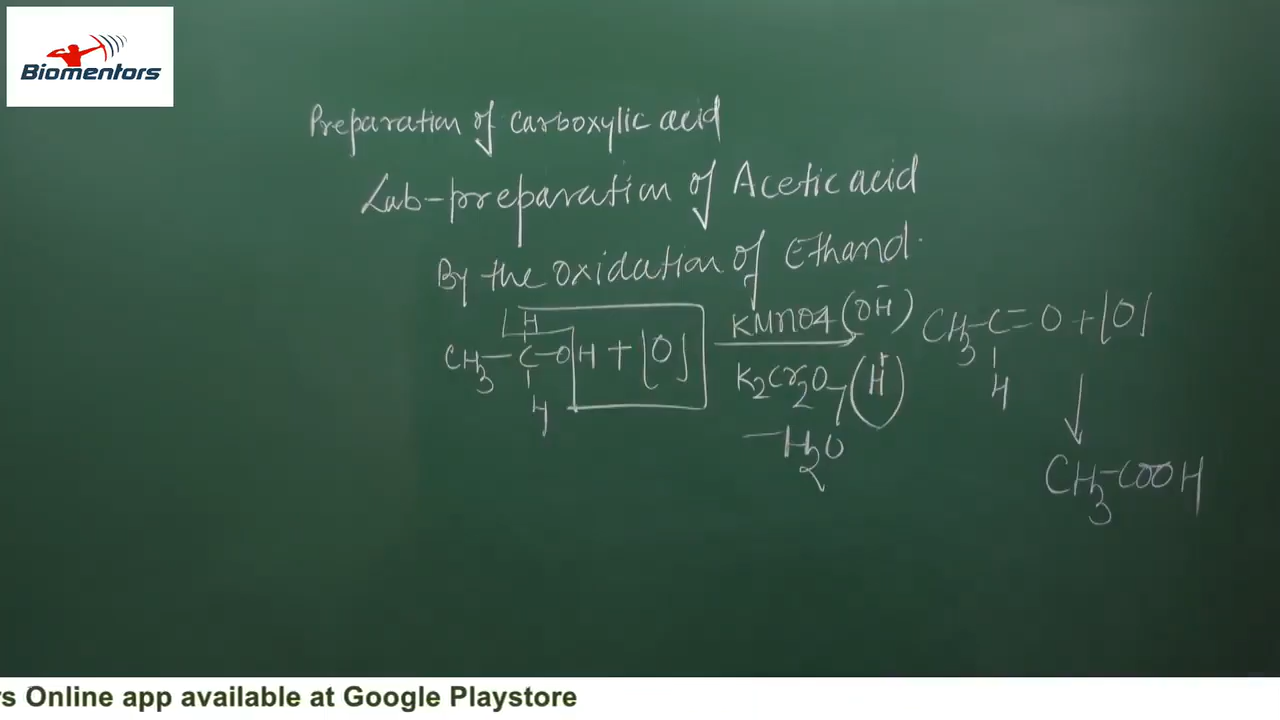 Biomentors
Preparation of carboxylic acid
Lab-preparation of Acetic acid
By the oxidation of Ethanol.
H
CH3-C-OH+[O] KMnO4(OH̄) CH3-C=O+[O]
H K2Cr2O7(H+) H
-H2O
CH3-COOH
rs Online app available at Google Playstore